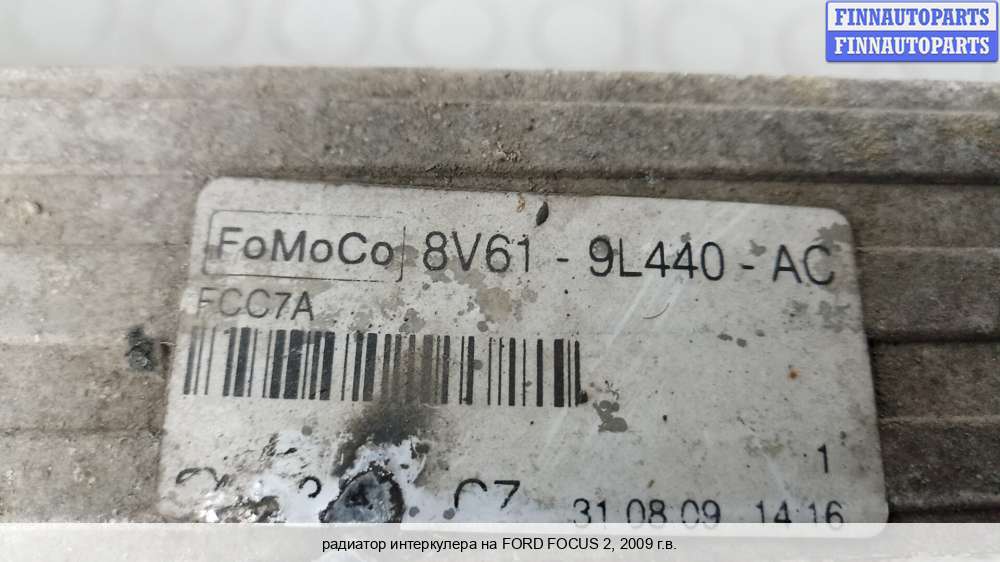 FINNAUTOPARTS
FINNAUTOPARTS
FoMoCo 8V61 - 9L440 - AC
FCC7A
1
31.08.09 14:16
радиатор интеркулера на FORD FOCUS 2, 2009 г.в.